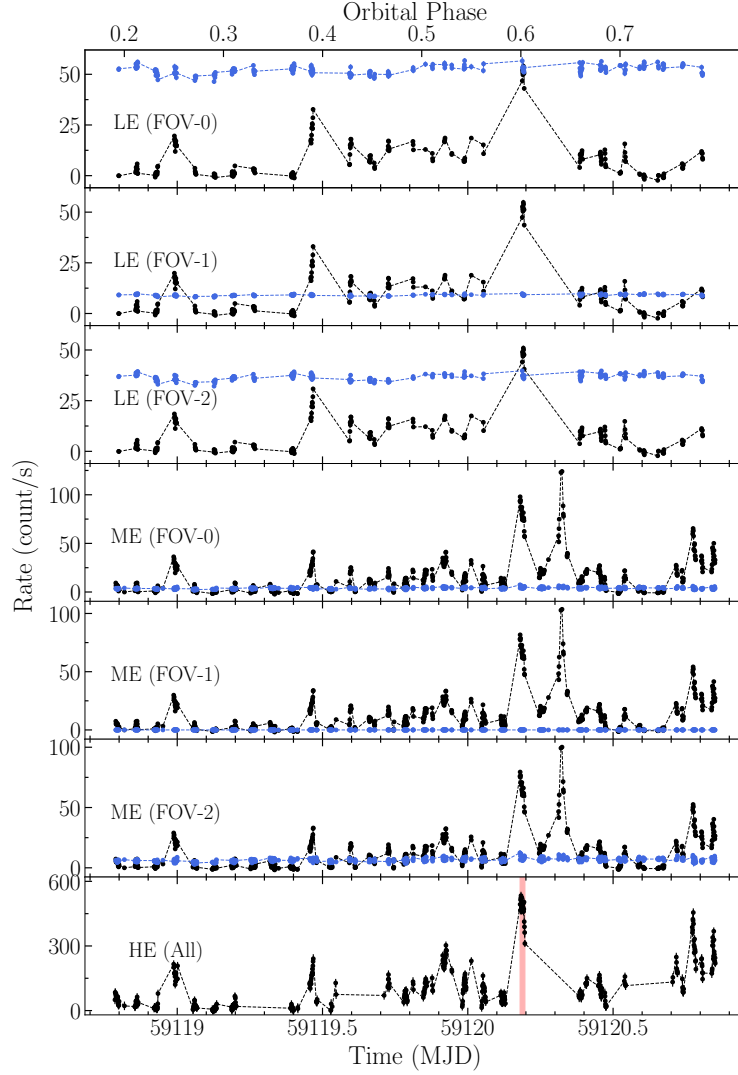 Orbital Phase
0.2 0.3 0.4 0.5 0.6 0.7
50
25
0
LE (FOV-0)
50
25
0
LE (FOV-1)
50
25
0
LE (FOV-2)
100
50
0
ME (FOV-0)
100
50
0
ME (FOV-1)
100
50
0
ME (FOV-2)
600
300
0
HE (All)
Rate (count/s)
59119 59119.5 59120 59120.5
Time (MJD)